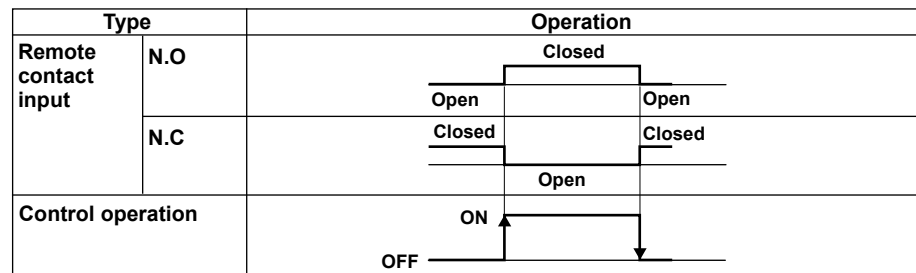 Type
Operation
Remote
contact
input
N.O
Closed
Open
Open
N.C
Closed
Closed
Open
Control operation
ON
OFF